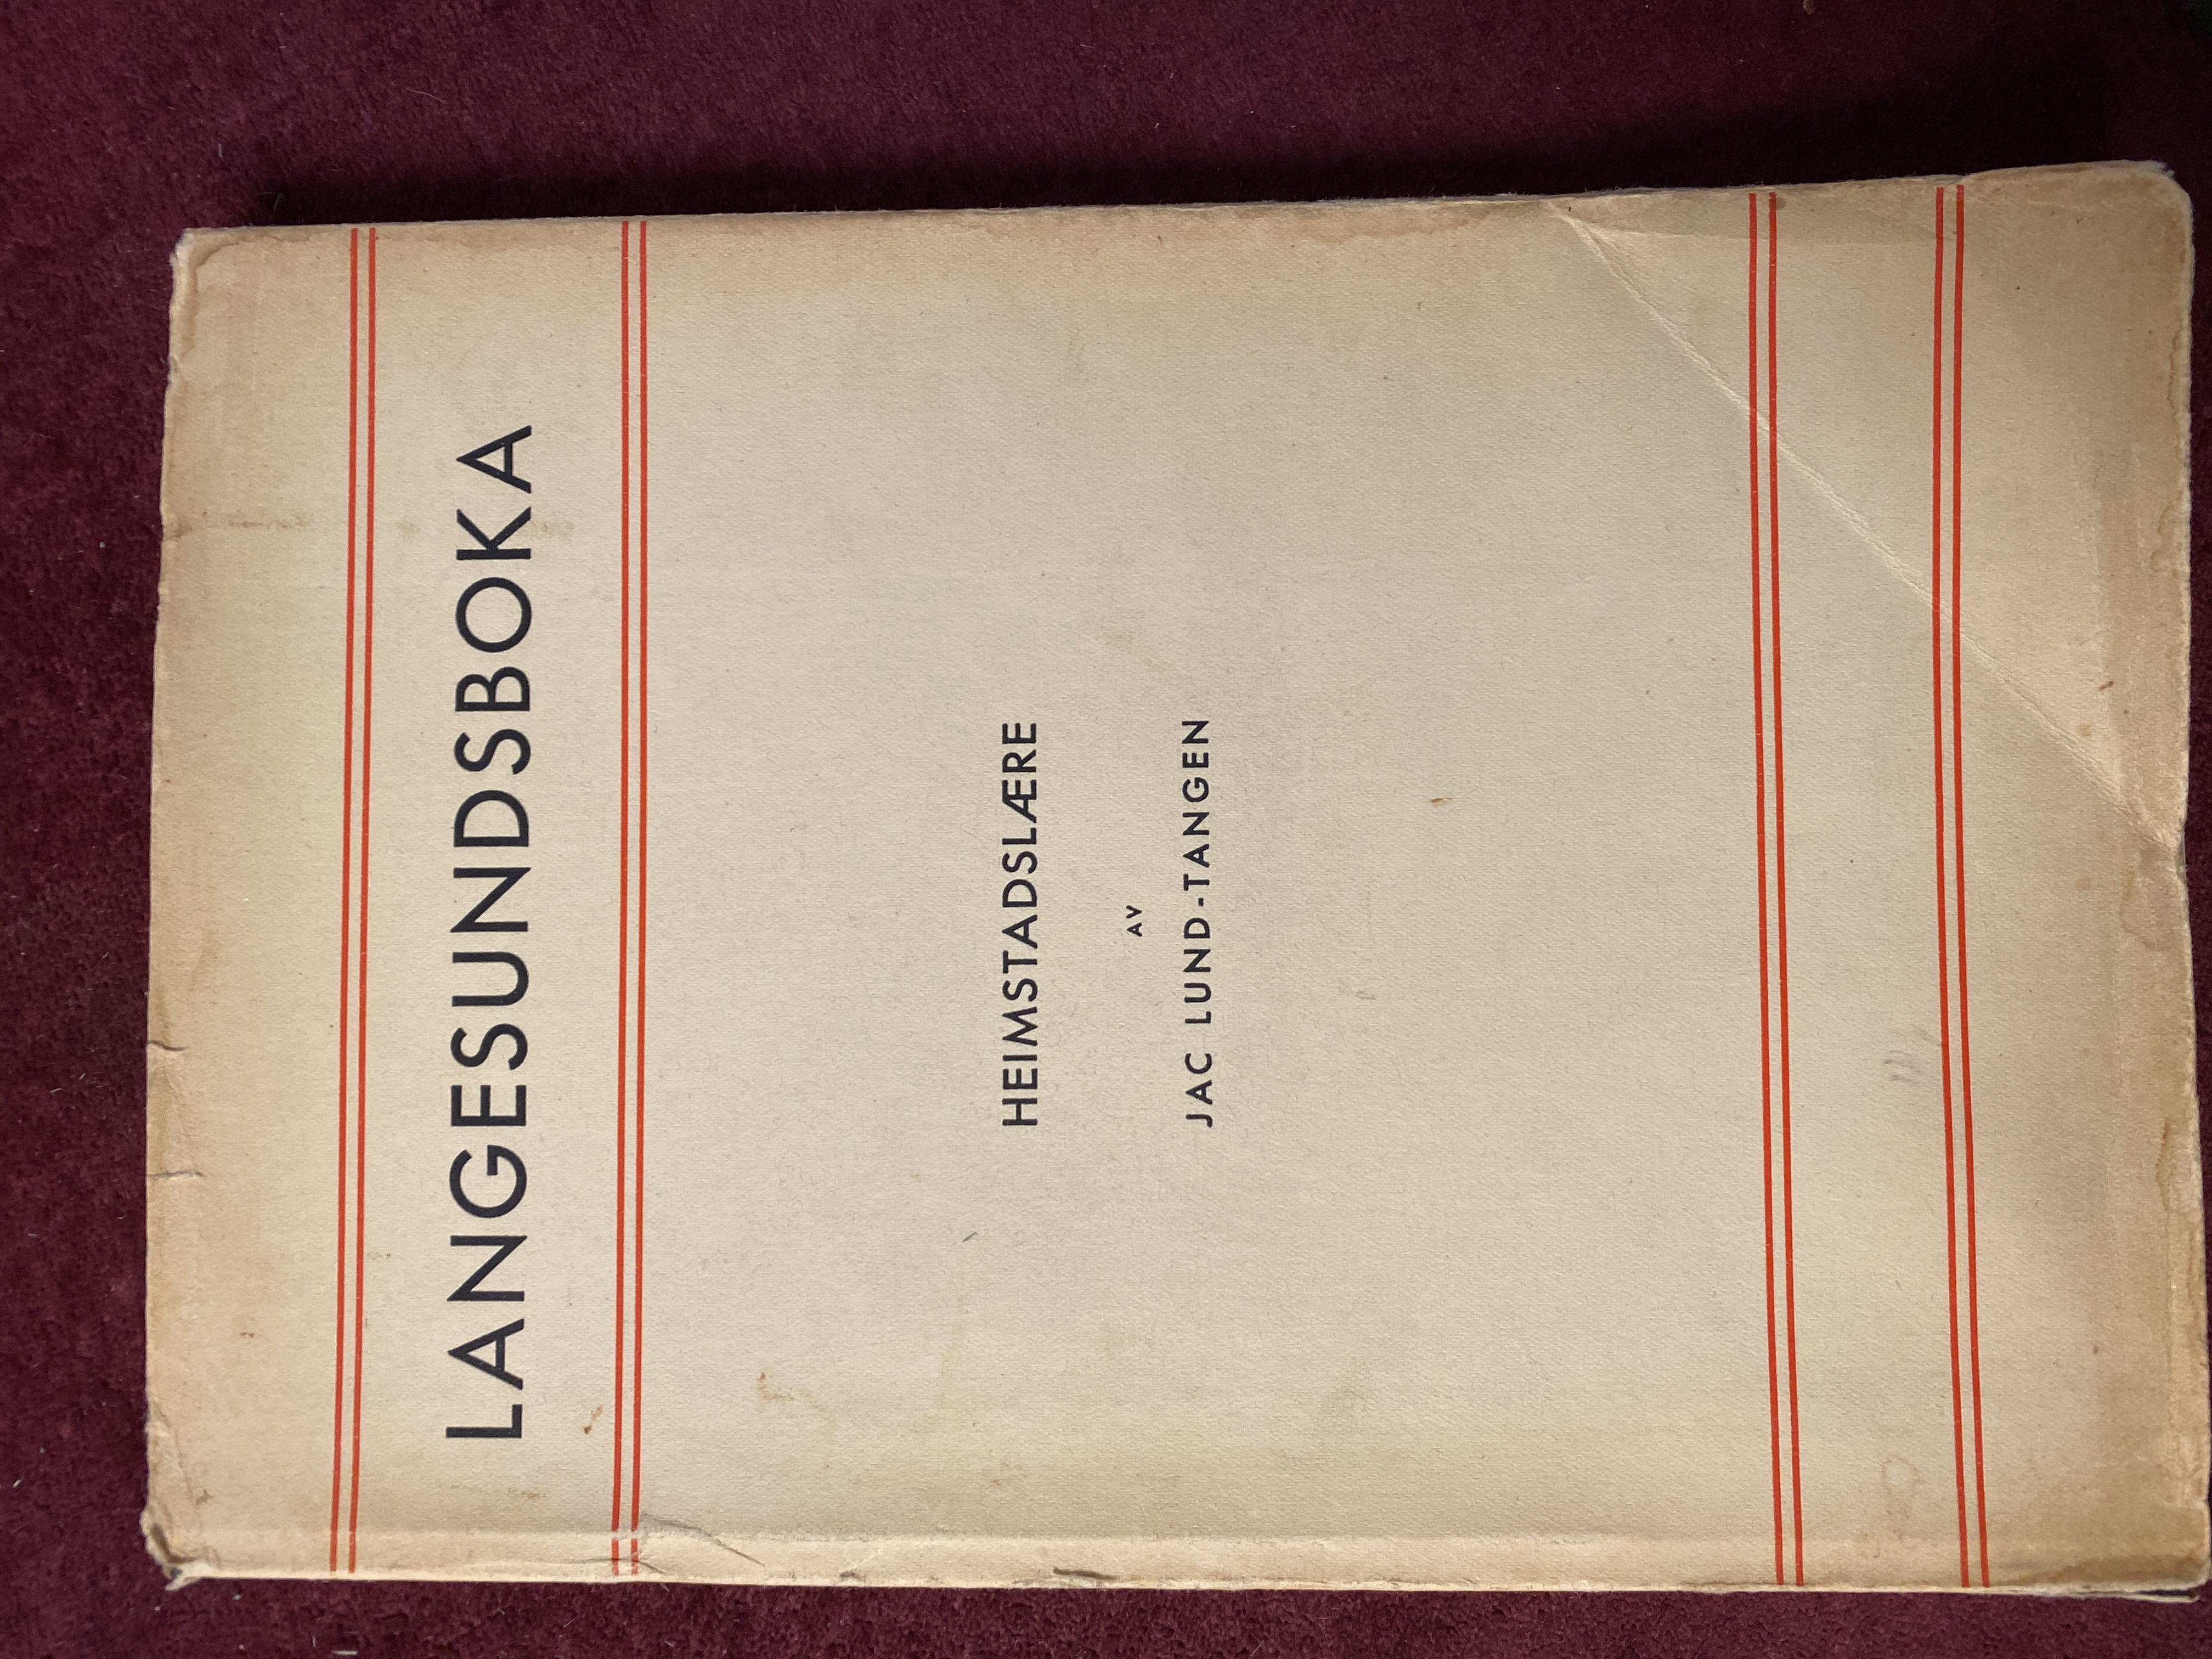 LANGESUNDSBOKA
HEIMSTADSLÆRE
AV
JAC LUND-TANGEN